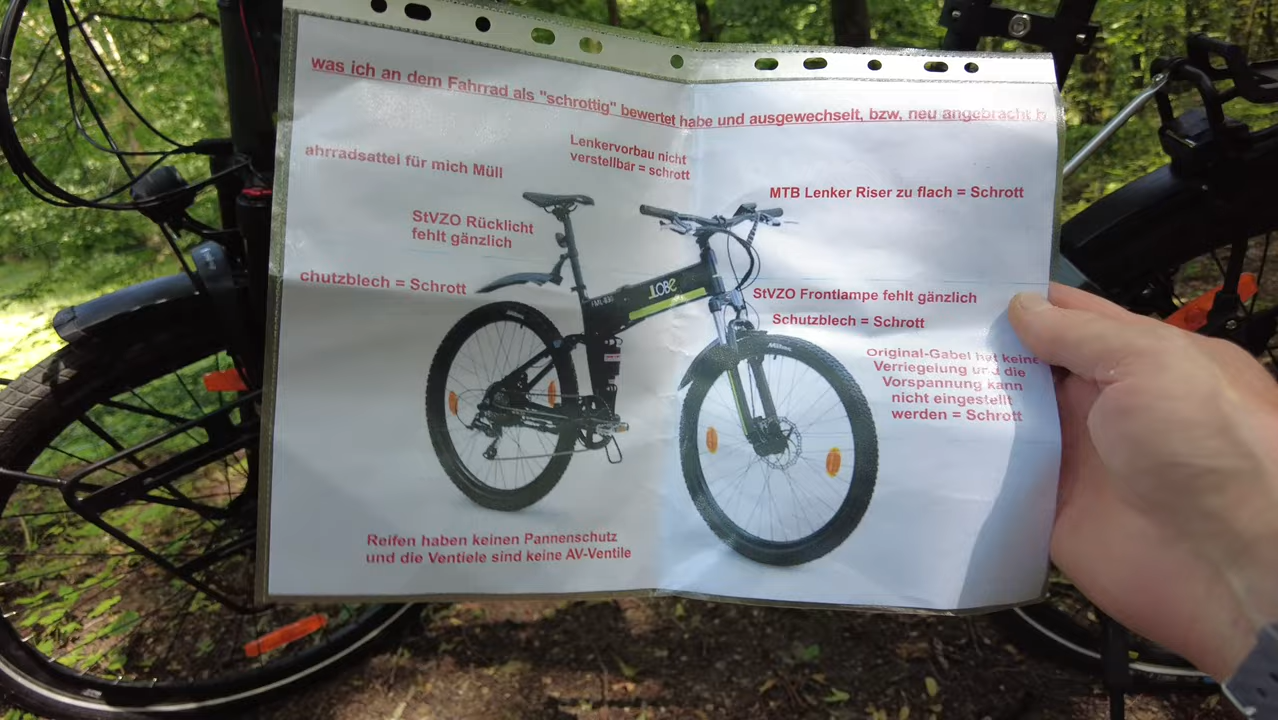 was ich an dem Fahrrad als "schrottig" bewertet habe und ausgewechselt, bzw, neu angebracht
ahrradsattel für mich Müll
Lenkervorbau nicht
verstellbar = schrott
MTB Lenker Riser zu flach = Schrott
StVZO Rücklicht
fehlt gänzlich
chutzblech = Schrott
StVZO Frontlampe fehlt gänzlich
Schutzblech = Schrott
Original-Gabel hat keine
Verriegelung und die
Vorspannung kann
nicht eingestellt
werden = Schrott
Reifen haben keinen Pannenschutz
und die Ventiele sind keine AV-Ventile